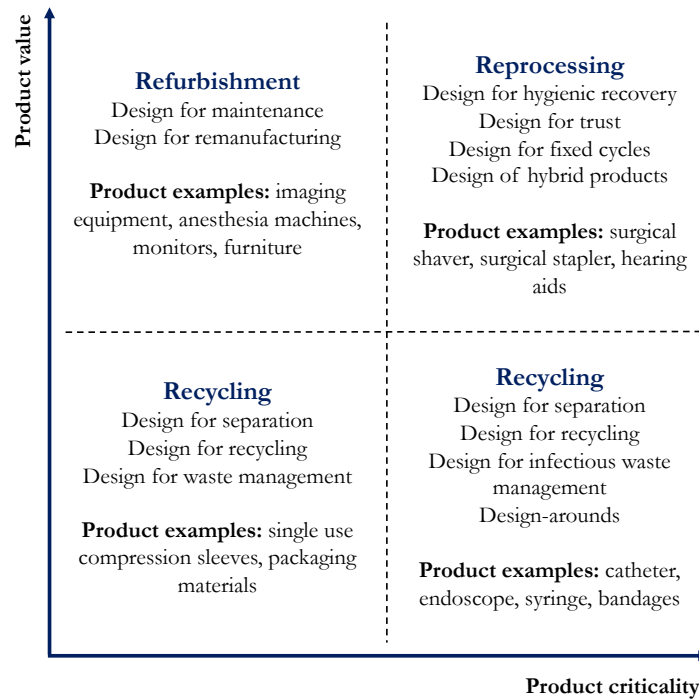 Product value
Refurbishment
Design for maintenance
Design for remanufacturing
Product examples: imaging
equipment, anesthesia machines,
monitors, furniture
Reprocessing
Design for hygienic recovery
Design for trust
Design for fixed cycles
Design of hybrid products
Product examples: surgical
shaver, surgical stapler, hearing
aids
Recycling
Design for separation
Design for recycling
Design for waste management
Product examples: single use
compression sleeves, packaging
materials
Recycling
Design for separation
Design for recycling
Design for infectious waste
management
Design-arounds
Product examples: catheter,
endoscope, syringe, bandages
Product criticality